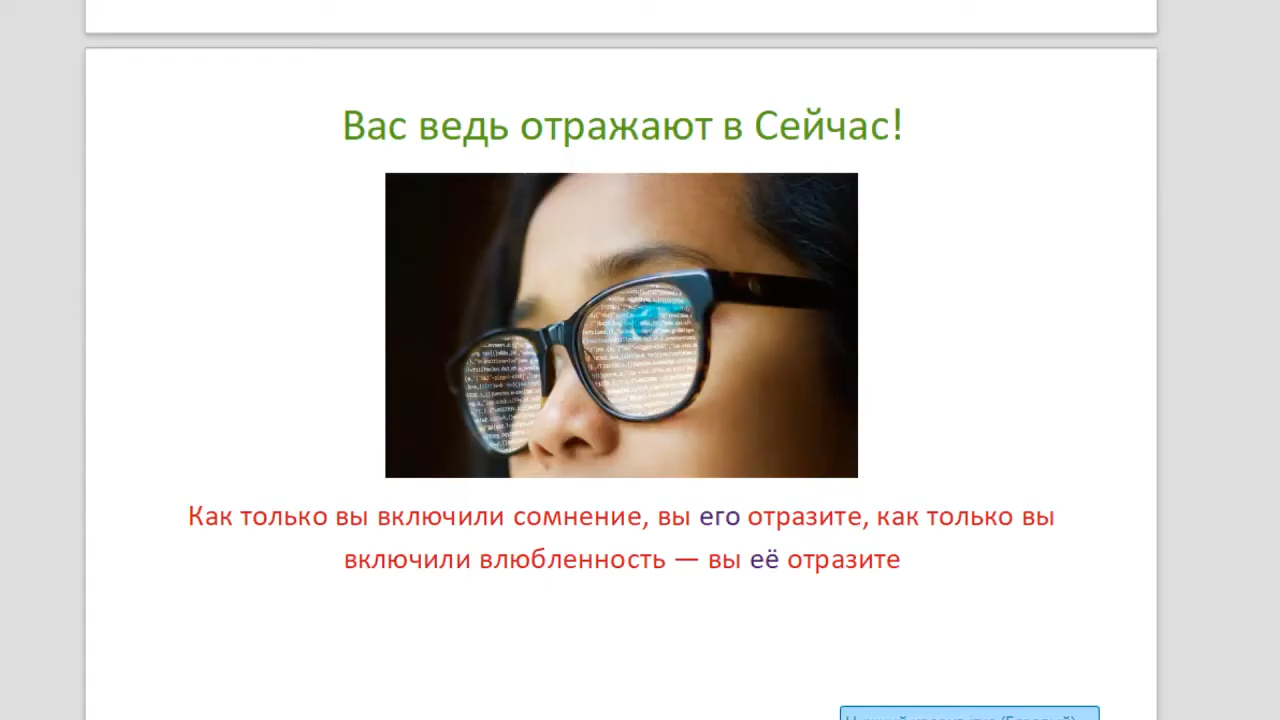 Вас ведь отражают в Сейчас!
Как только вы включили сомнение, вы его отразите, как только вы
включили влюбленность — вы её отразите